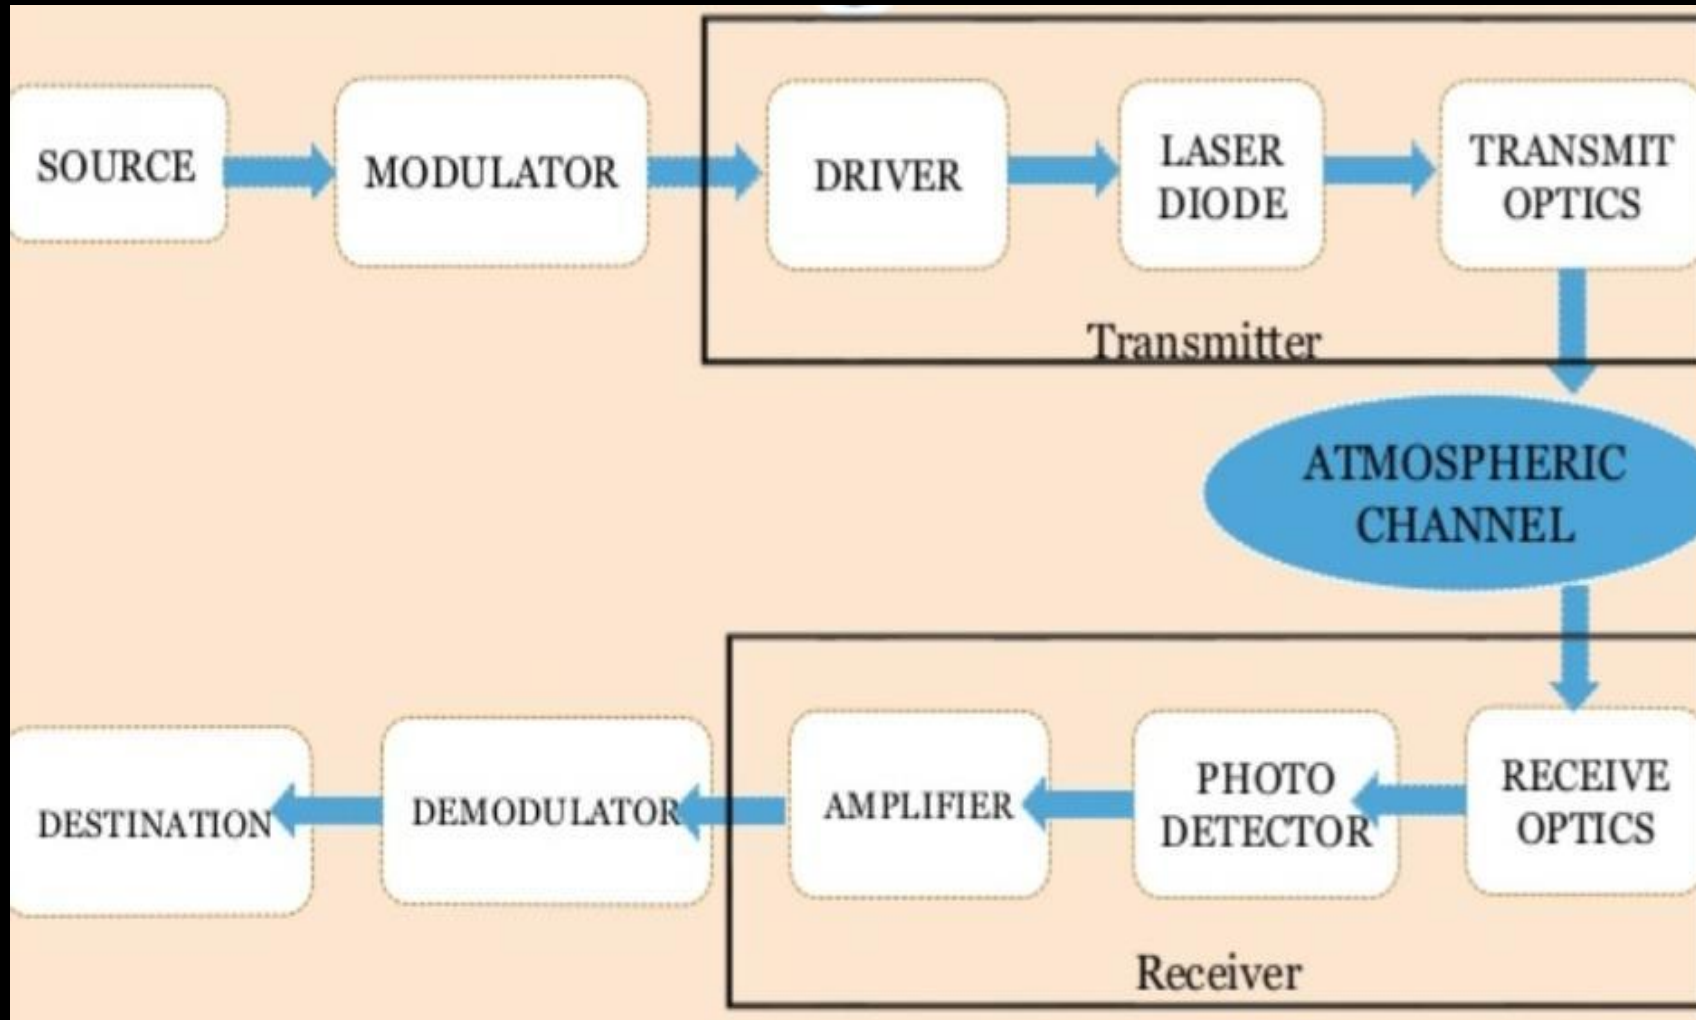 SOURCE
MODULATOR
DRIVER
LASER
DIODE
TRANSMIT
OPTICS
Transmitter
ATMOSPHERIC
CHANNEL
RECEIVE
OPTICS
PHOTO
DETECTOR
AMPLIFIER
DEMODULATOR
DESTINATION
Receiver